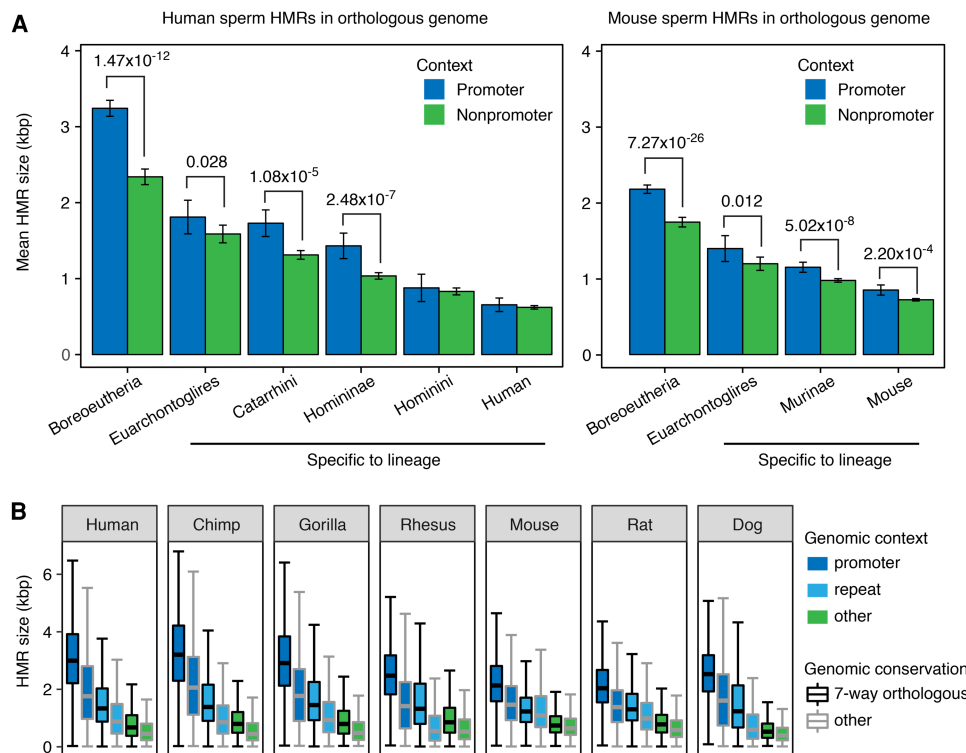 A
Human sperm HMRs in orthologous genome
Mouse sperm HMRs in orthologous genome
Mean HMR size (kbp)
4
3
2
1
0
1.47x10-12
0.028
1.08x10-5
2.48x10-7
Context
Promoter
Nonpromoter
Boreoeutheria
Euarchontoglires
Catarrhini
Homininae
Hominini
Human
Specific to lineage
4
3
2
1
0
7.27x10-26
0.012
5.02x10-8
2.20x10-4
Context
Promoter
Nonpromoter
Boreoeutheria
Euarchontoglires
Murinae
Mouse
Specific to lineage
B
Human
Chimp
Gorilla
Rhesus
Mouse
Rat
Dog
HMR size (kbp)
6
4
2
0
Genomic context
promoter
repeat
other
Genomic conservation
7-way orthologous
other